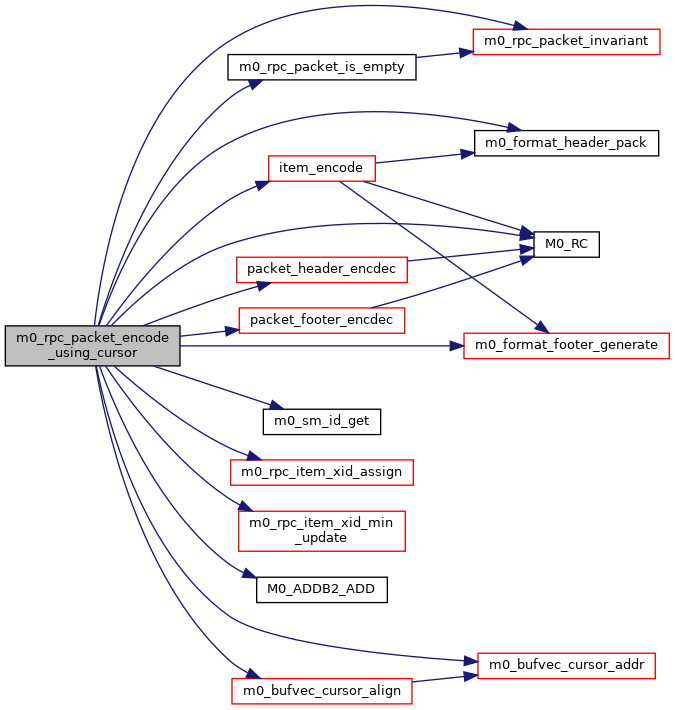 m0_rpc_packet_invariant
m0_rpc_packet_is_empty
m0_format_header_pack
item_encode
M0_RC
packet_header_encdec
packet_footer_encdec
m0_rpc_packet_encode
_using_cursor
m0_format_footer_generate
m0_sm_id_get
m0_rpc_item_xid_assign
m0_rpc_item_xid_min
_update
M0_ADDB2_ADD
m0_bufvec_cursor_addr
m0_bufvec_cursor_align